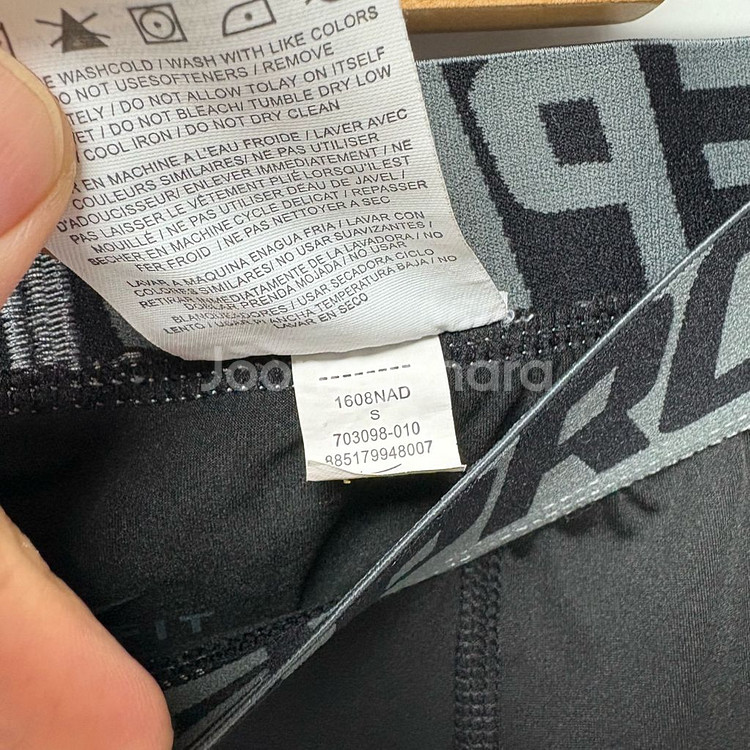 E WASHCOLD / WASH WITH LIKE COLORS
DO NOT USESOFTENERS / REMOVE
TELY / DO NOT ALLOW TOLAY ON ITSELF
ET / DO NOT BLEACH/ TUMBLE DRY LOW
COOL IRON / DO NOT DRY CLEAN
ER EN MACHINE A L'EAU FROIDE / LAVER AVEC
COULEURS SIMILAIRES/ NE PAS UTILISER
D'ADOUCISSEUR/ ENLEVER IMMEDIATEMENT / NE
PAS LAISSER LE VÊTEMENT PLIÉ LORSQU'IL EST
MOUILLÉ / NE PAS UTILISER DEAU DE JAVEL/
SECHER EN MACHINE CYCLE DELICAT / REPASSER
FER FROID / NE PAS NETTOYER A SEC
LAVAR A MAQUINA ENAGUA FRIA / LAVAR CON
COLORES SIMILARES/ NO USAR SUAVIZANTES /
RETIRAR INMEDIATAMENTE DE LA LAVADORA / NO
DOBLE PRENDA MOJADA/ NO USAR
BLANQUEADORES / USAR SECADORA CICLO
LENTO / USAR PLANCHA TEMPERATURA BAJA / NO
LAVAR EN SECO
1608NAD
S
703098-010
885179948007